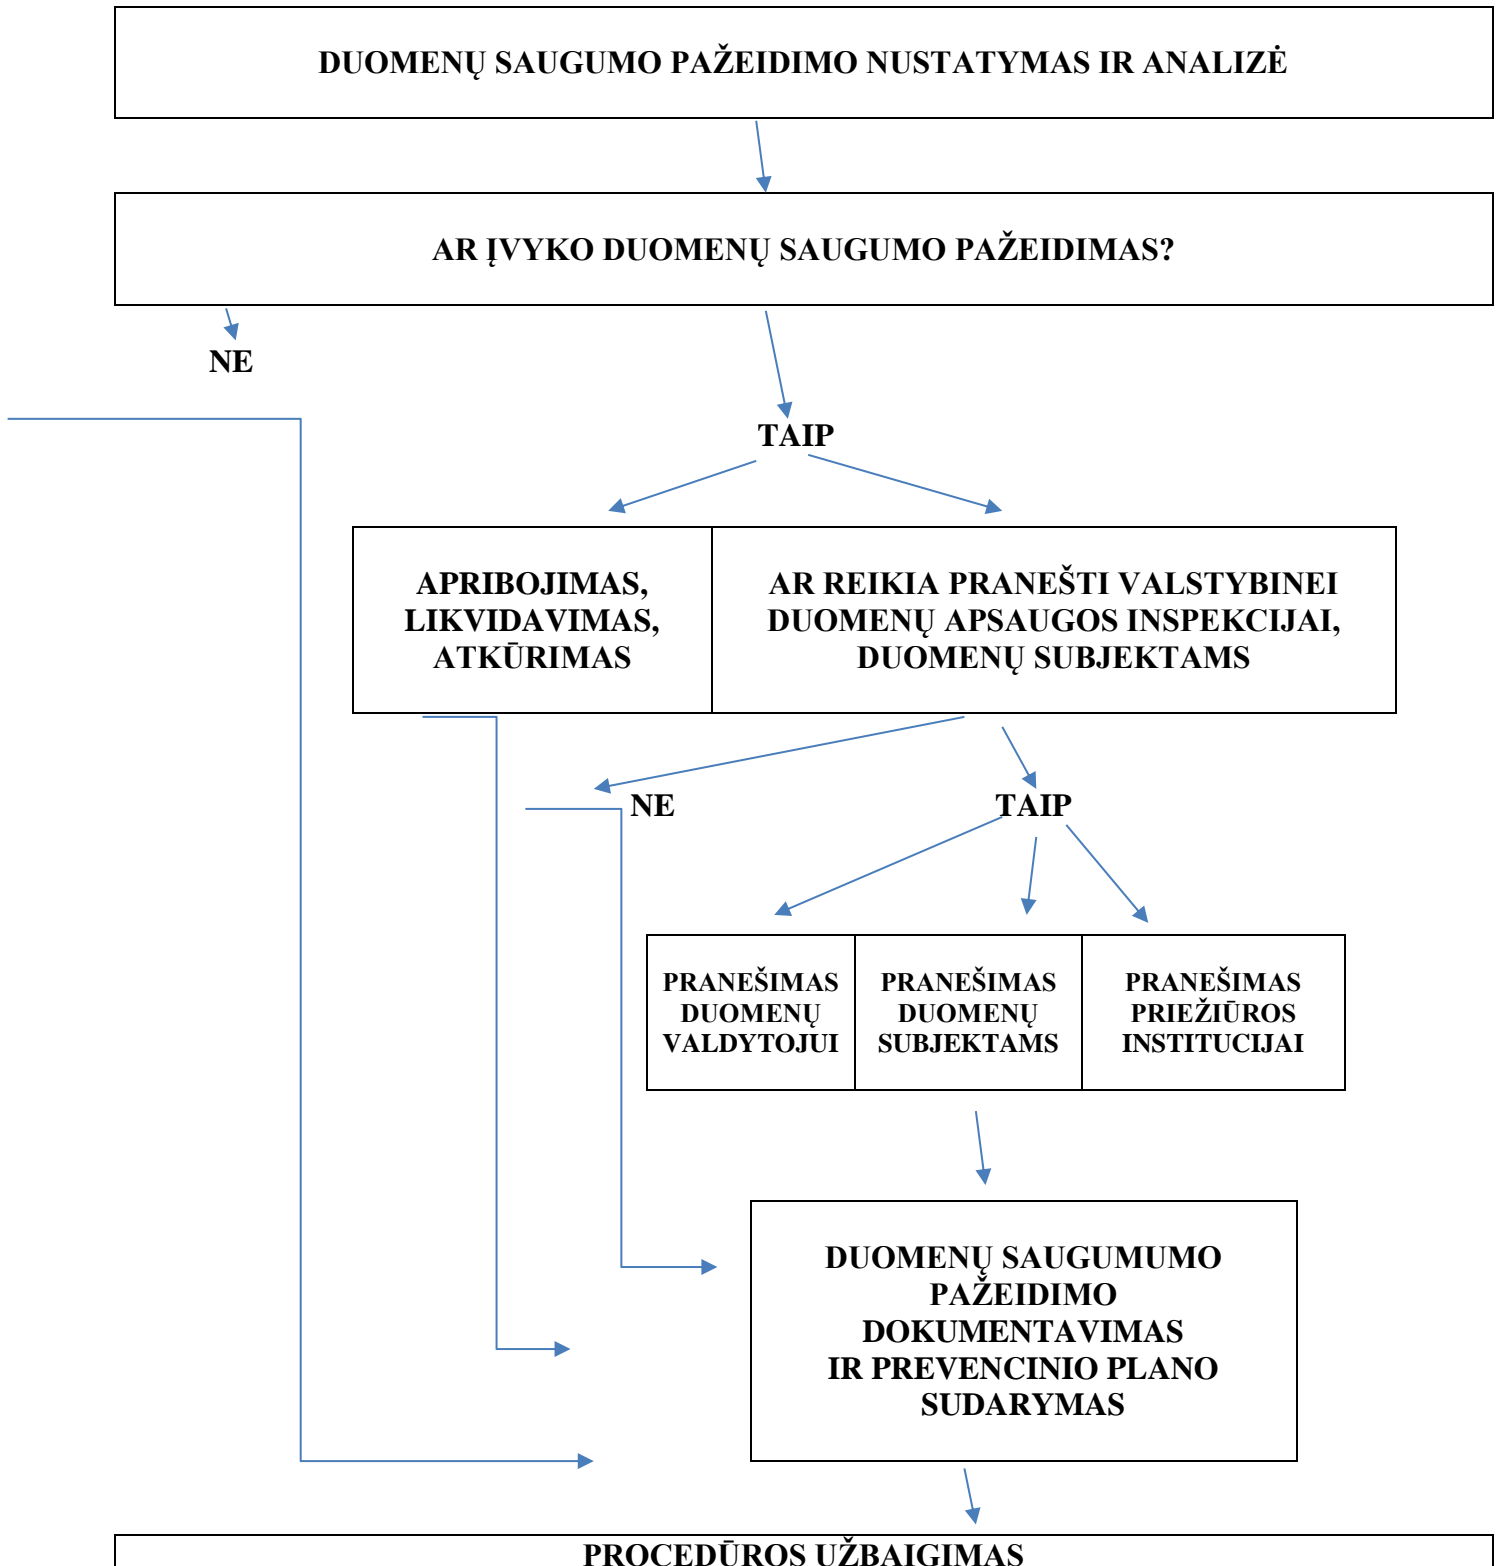 DUOMENŲ SAUGUMO PAŽEIDIMO NUSTATYMAS IR ANALIZĖ
AR ĮVYKO DUOMENŲ SAUGUMO PAŽEIDIMAS?
NE
TAIP
APRIBOJIMAS,
LIKVIDAVIMAS,
ATKŪRIMAS
AR REIKIA PRANEŠTI VALSTYBINEI
DUOMENŲ APSAUGOS INSPEKCIJAI,
DUOMENŲ SUBJEKTAMS
NE
TAIP
PRANEŠIMAS
DUOMENŲ
VALDYTOJUI
PRANEŠIMAS
DUOMENŲ
SUBJEKTAMS
PRANEŠIMAS
PRIEŽIŪROS
INSTITUCIJAI
DUOMENŲ SAUGUMUMO
PAŽEIDIMO
DOKUMENTAVIMAS
IR PREVENCINIO PLANO
SUDARYMAS
PROCEDŪROS UŽBAIGIMAS